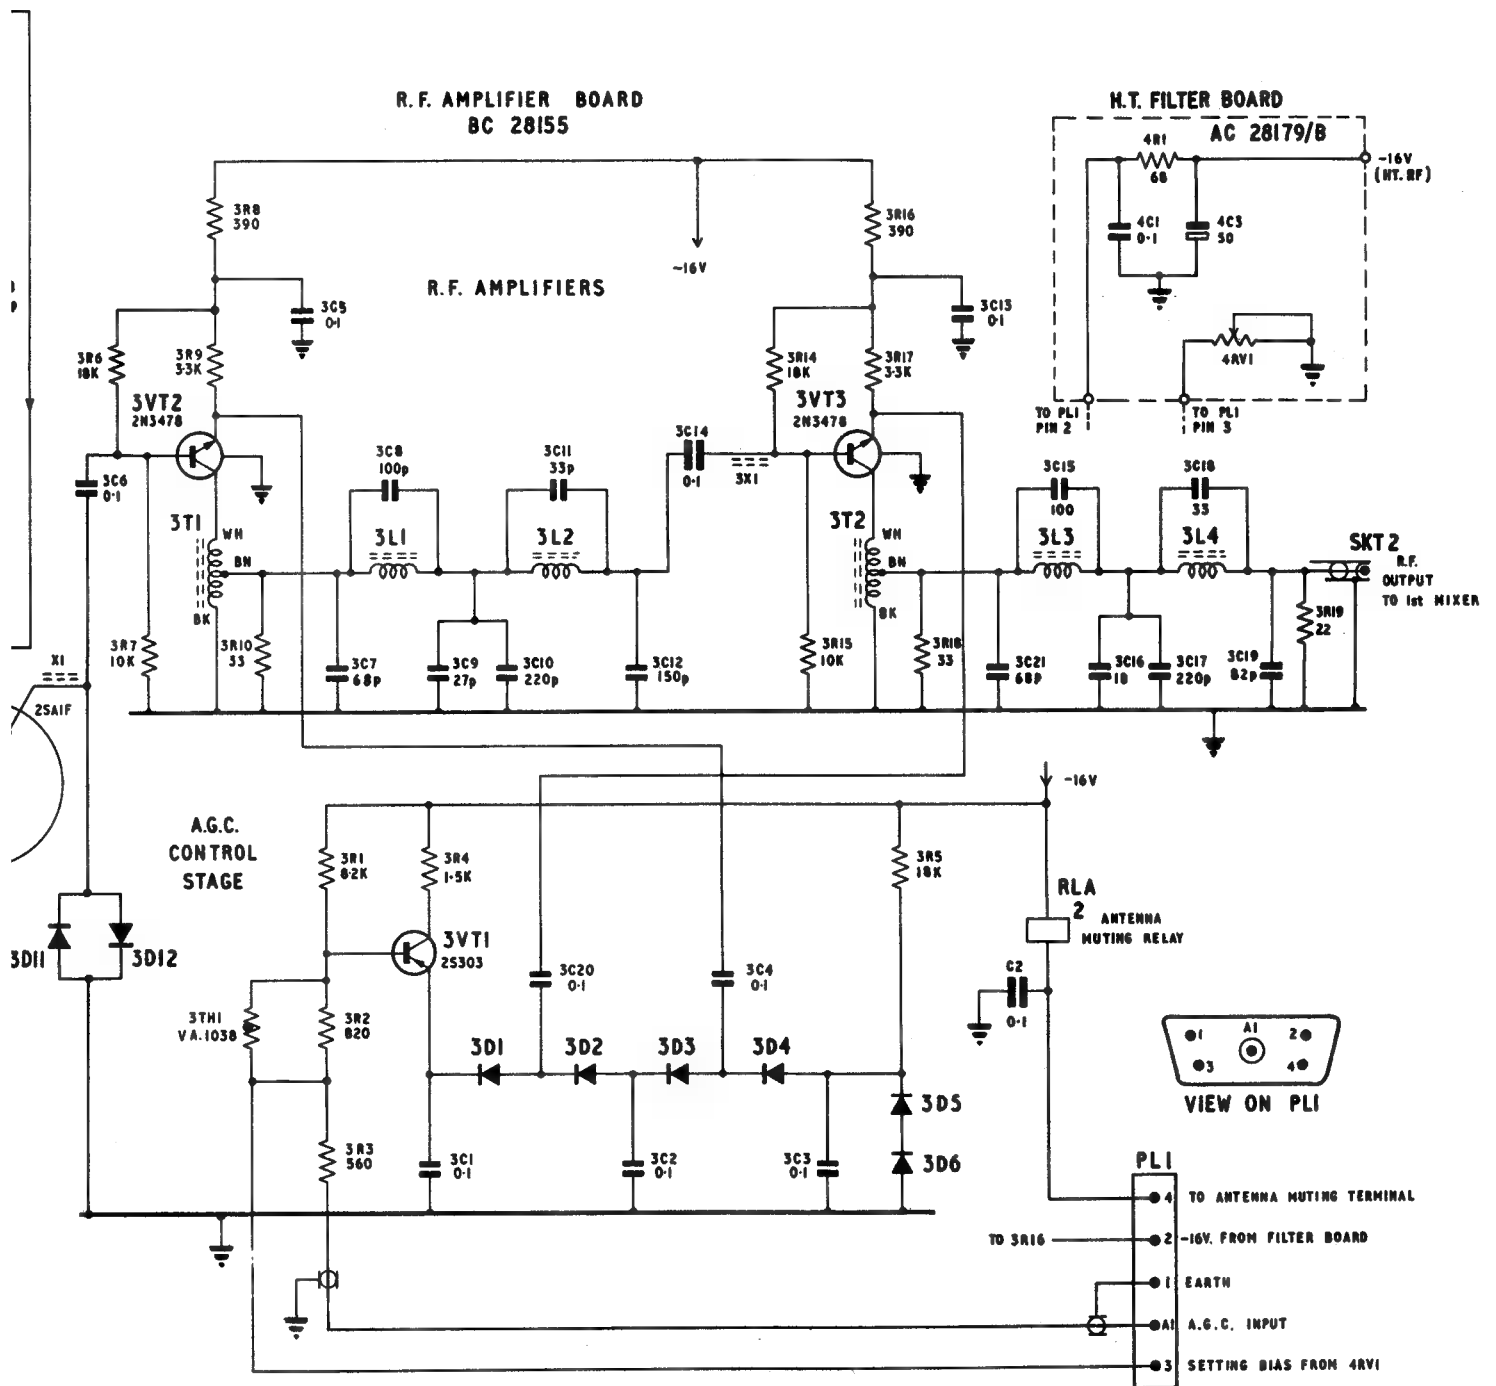 R.F. AMPLIFIER BOARD
BC 28155
H.T. FILTER BOARD
AC 28179/B
4R1
68
-16V
(HT.RF)
4C1
0·1
4C3
50
4RV1
TO PL1
PIN 2
TO PL1
PIN 3
3R8
390
3R16
390
-16V
R.F. AMPLIFIERS
3C5
0·1
3C13
0·1
3R6
18K
3R9
3·3K
3R14
18K
3R17
3·3K
3VT2
2N3478
3VT3
2N3478
3C6
0·1
3C8
100p
3C11
33p
3C14
0·1
3X1
3C15
100
3C18
33
3T1
WH
BN
BK
3L1
3L2
3T2
WH
BN
BK
3L3
3L4
SKT2
R.F.
OUTPUT
TO 1st MIXER
3R7
10K
3R10
33
3C7
68p
3C9
27p
3C10
220p
3C12
150p
3R15
10K
3R18
33
3C21
68P
3C16
18
3C17
220p
3C19
82p
3R19
22
X1
2SA1F
-16V
A.G.C.
CONTROL
STAGE
3R1
8·2K
3R4
1·5K
3R5
18K
RLA
2
ANTENNA
MUTING RELAY
3D11
3D12
3VT1
2S303
3C20
0·1
3C4
0·1
C2
0·1
3TH1
VA.1038
3R2
820
3D1
3D2
3D3
3D4
1
A1
2
3
4
VIEW ON PL1
3D5
3D6
3R3
560
3C1
0·1
3C2
0·1
3C3
0·1
PL1
4 TO ANTENNA MUTING TERMINAL
TO 3R16
2 -16V. FROM FILTER BOARD
1 EARTH
A1 A.G.C. INPUT
3 SETTING BIAS FROM 4RV1